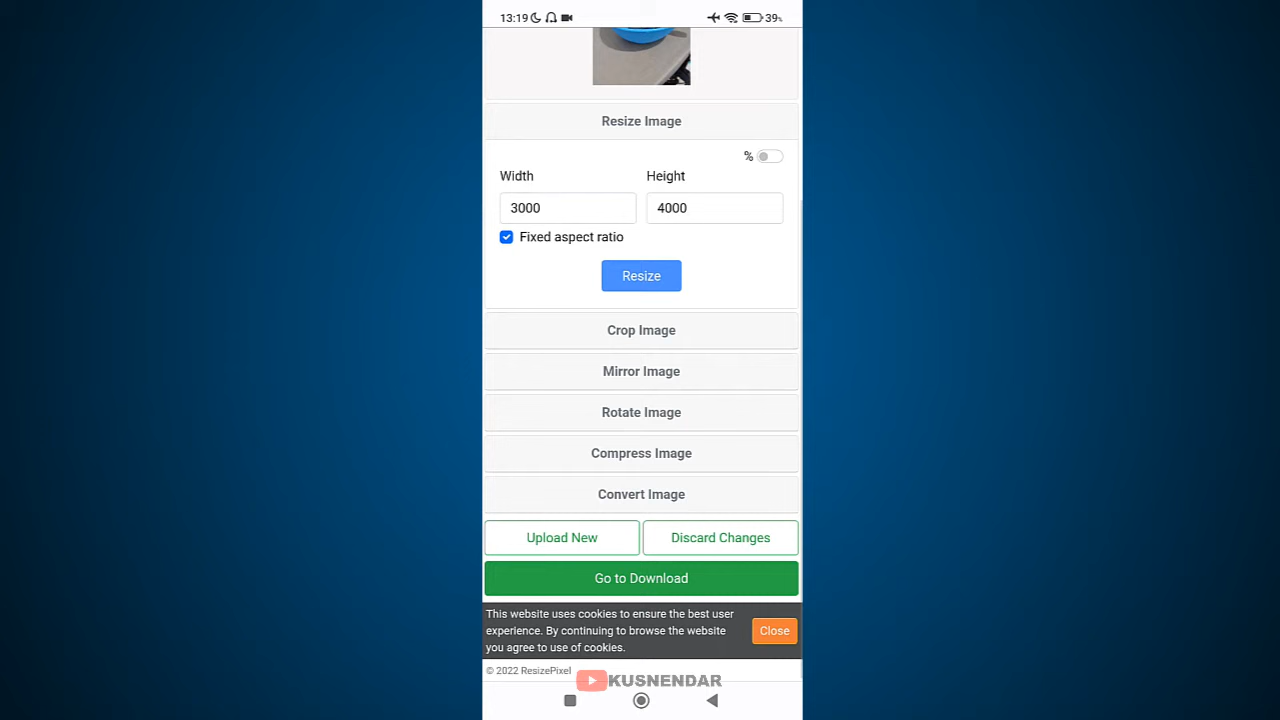 13:19
39%
Resize Image
%
Width Height
3000 4000
Fixed aspect ratio
Resize
Crop Image
Mirror Image
Rotate Image
Compress Image
Convert Image
Upload New Discard Changes
Go to Download
This website uses cookies to ensure the best user
experience. By continuing to browse the website
you agree to use of cookies.
Close
© 2022 ResizePixel
KUSNENDAR